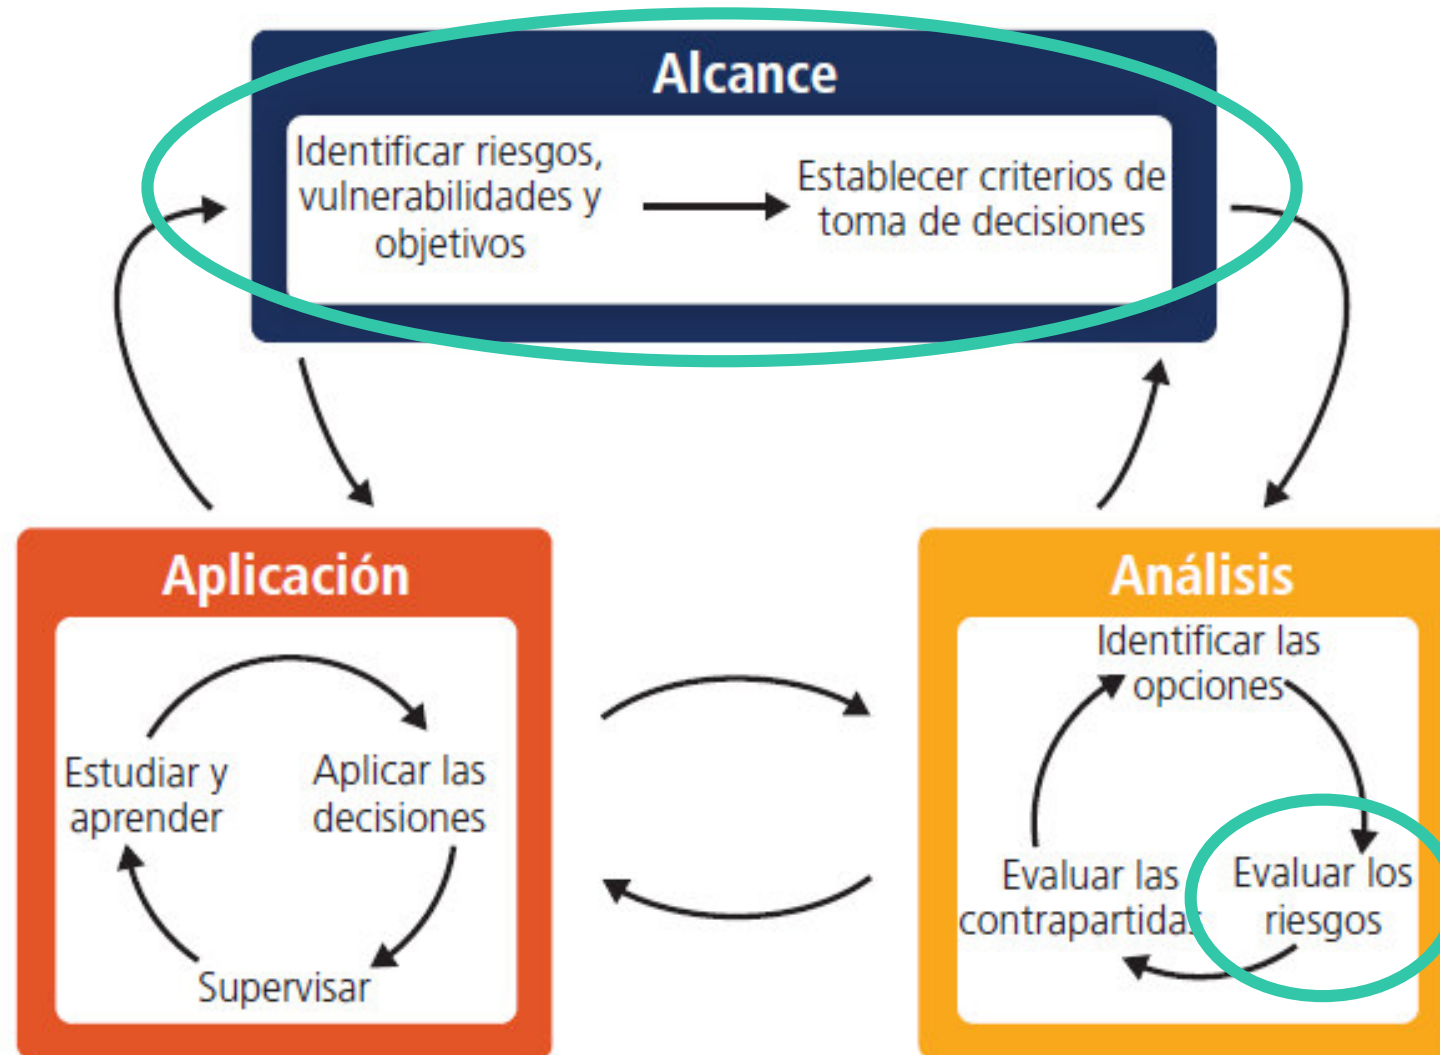 Alcance
Identificar riesgos,
vulnerabilidades y
objetivos
Establecer criterios de
toma de decisiones
Aplicación
Estudiar y
aprender
Aplicar las
decisiones
Supervisar
Análisis
Identificar las
opciones
Evaluar las
contrapartidas
Evaluar los
riesgos